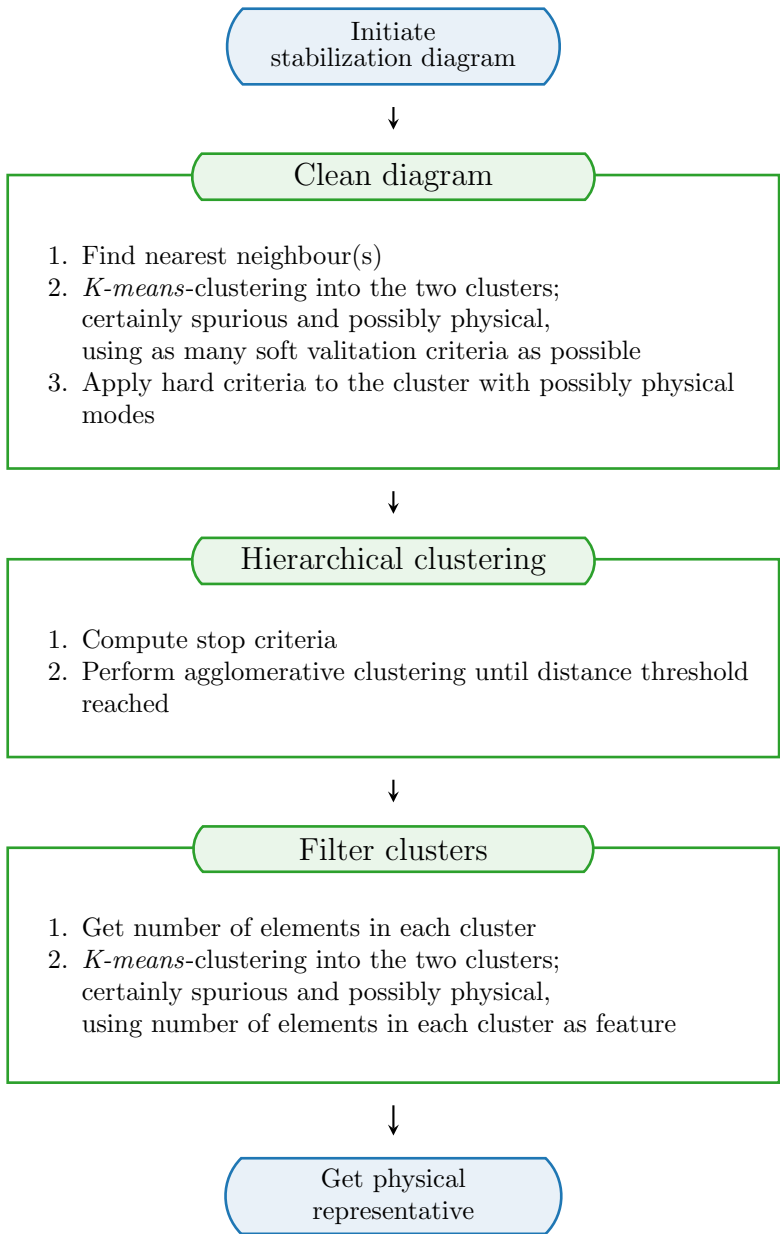 Initiate
stabilization diagram
Clean diagram
1. Find nearest neighbour(s)
2. K-means-clustering into the two clusters;
certainly spurious and possibly physical,
using as many soft valitation criteria as possible
3. Apply hard criteria to the cluster with possibly physical
modes
Hierarchical clustering
1. Compute stop criteria
2. Perform agglomerative clustering until distance threshold
reached
Filter clusters
1. Get number of elements in each cluster
2. K-means-clustering into the two clusters;
certainly spurious and possibly physical,
using number of elements in each cluster as feature
Get physical
representative